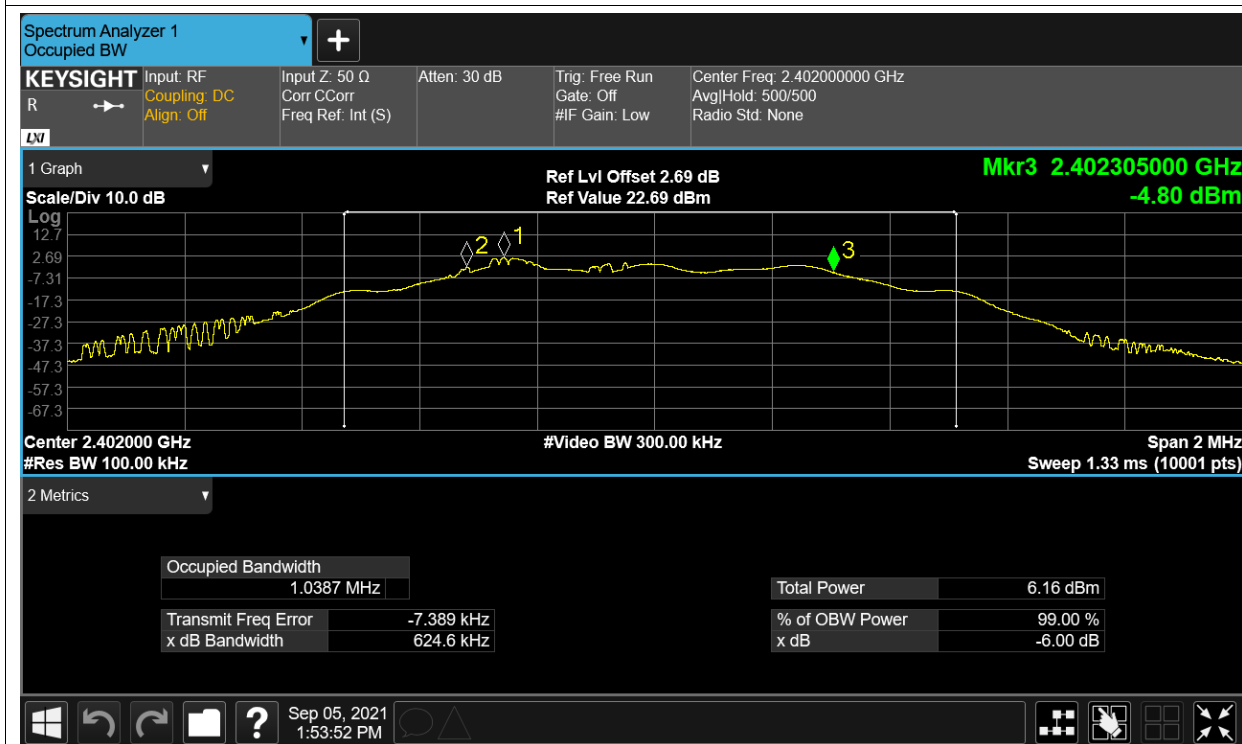 Spectrum Analyzer 1
Occupied BW
KEYSIGHT
R
LXI
Input: RF
Coupling: DC
Align: Off
Input Z: 50 Ω
Corr CCorr
Freq Ref: Int (S)
Atten: 30 dB
Trig: Free Run
Gate: Off
#IF Gain: Low
Center Freq: 2.402000000 GHz
Avg|Hold: 500/500
Radio Std: None
1 Graph
Scale/Div 10.0 dB
Ref Lvl Offset 2.69 dB
Ref Value 22.69 dBm
Mkr3 2.402305000 GHz
-4.80 dBm
Log
12.7
2.69
-7.31
-17.3
-27.3
-37.3
-47.3
-57.3
-67.3
2
1
3
Center 2.402000 GHz
#Res BW 100.00 kHz
#Video BW 300.00 kHz
Span 2 MHz
Sweep 1.33 ms (10001 pts)
2 Metrics
Occupied Bandwidth
1.0387 MHz
Transmit Freq Error -7.389 kHz
x dB Bandwidth 624.6 kHz
Total Power 6.16 dBm
% of OBW Power 99.00 %
x dB -6.00 dB
?
Sep 05, 2021
1:53:52 PM